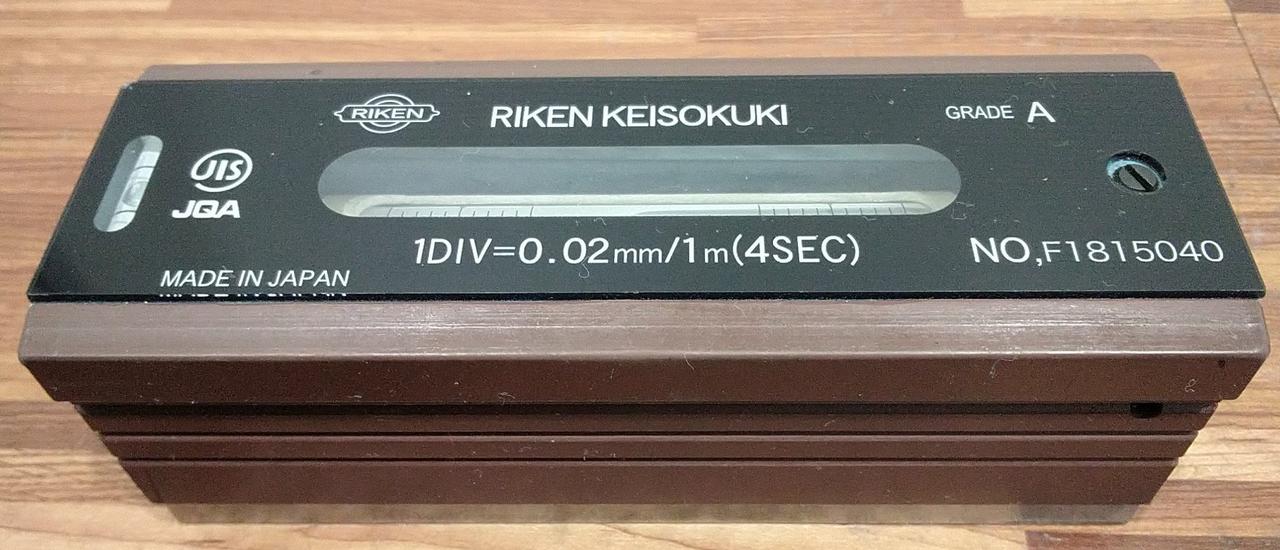 RIKEN
RIKEN KEISOKUKI
GRADE A
JIS
JQA
1DIV=0.02mm/1m(4SEC)
NO,F1815040
MADE IN JAPAN